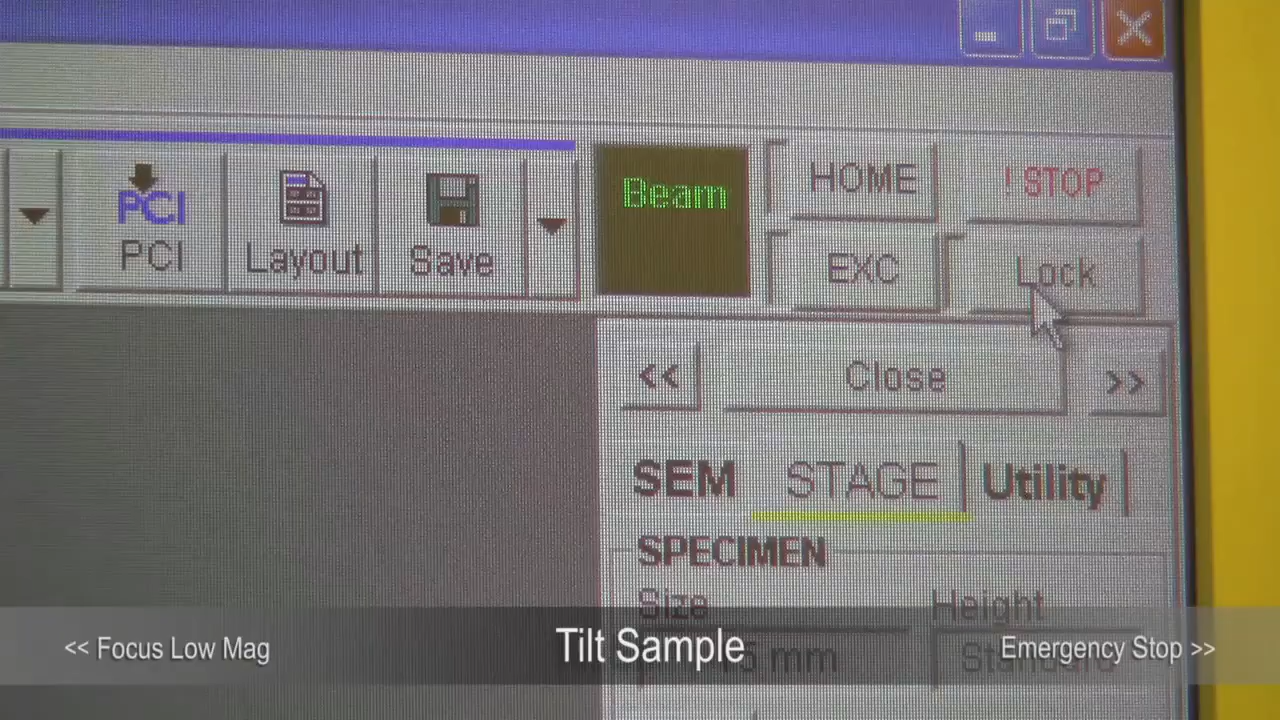 Beam
HOME
! STOP
PCI
PCI
Layout
Save
EXC
Lock
<<
Close
>>
SEM
STAGE
Utility
SPECIMEN
Size
Height
mm
<< Focus Low Mag
Tilt Sample
Emergency Stop >>